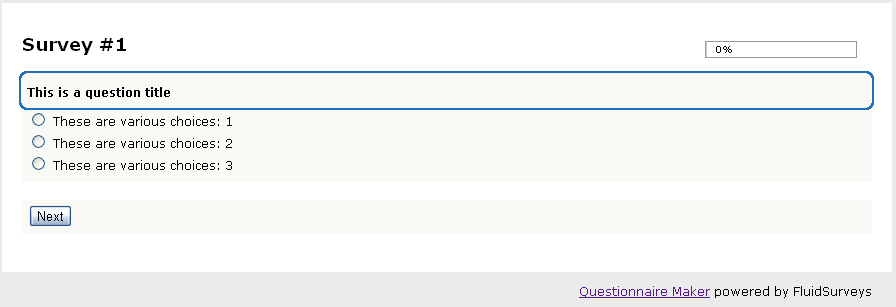 Survey #1
0%
This is a question title
These are various choices: 1
These are various choices: 2
These are various choices: 3
Next
Questionnaire Maker powered by FluidSurveys